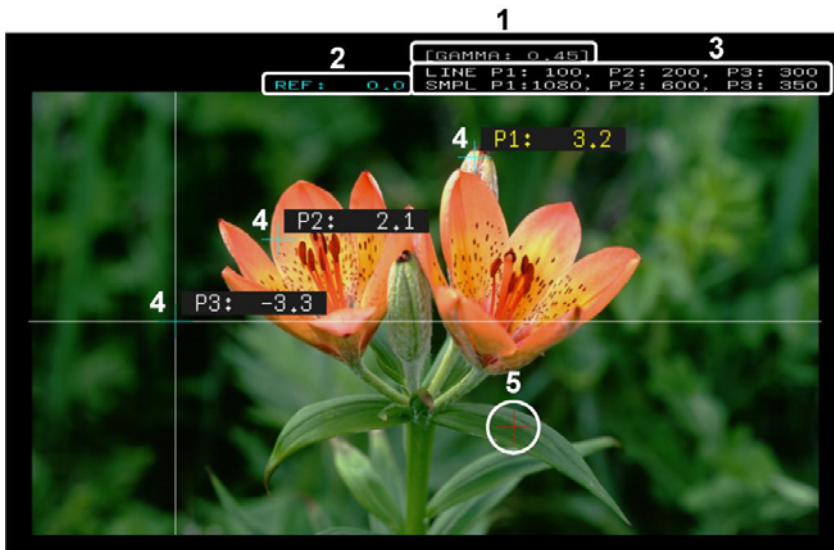 1
2
3
[GAMMA: 0.45]
REF: 0.0
LINE P1: 100, P2: 200, P3: 300
SMPL P1:1080, P2: 600, P3: 350
4 P1: 3.2
4 P2: 2.1
4 P3: -3.3
5